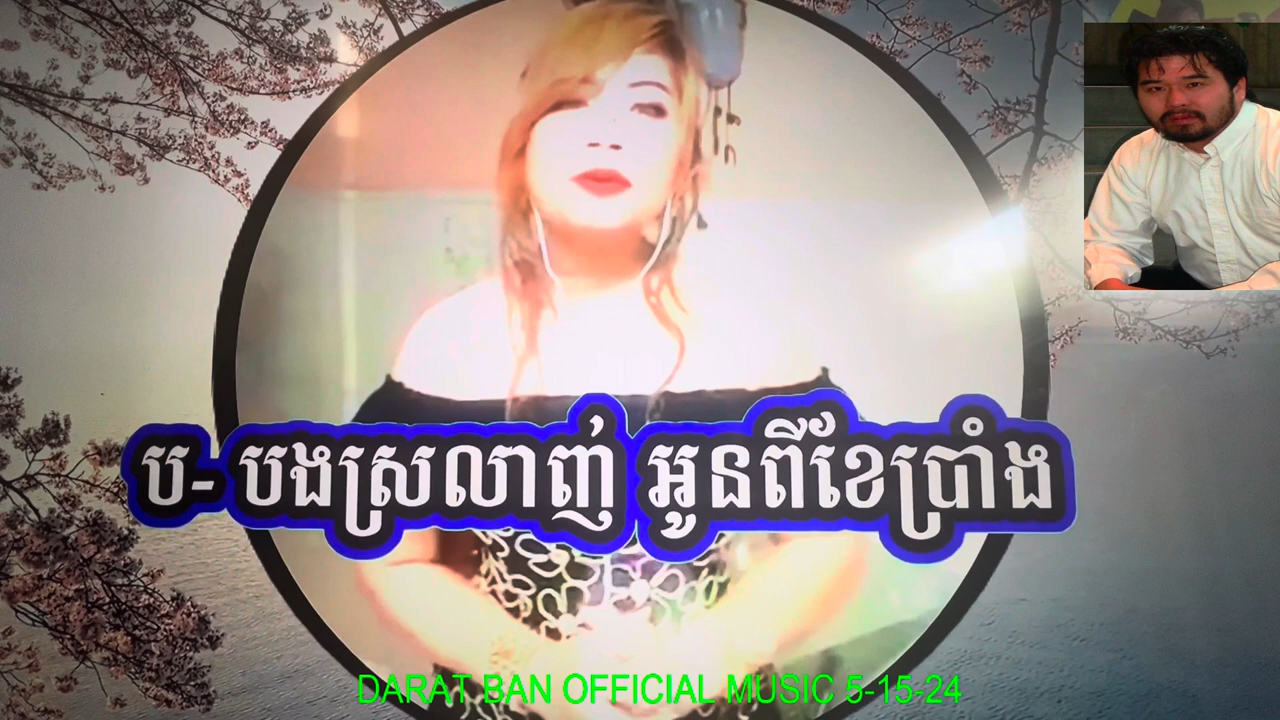 ប- បងស្រលាញ់ អូនពីខែប្រាំង
DARAT BAN OFFICIAL MUSIC 5-15-24